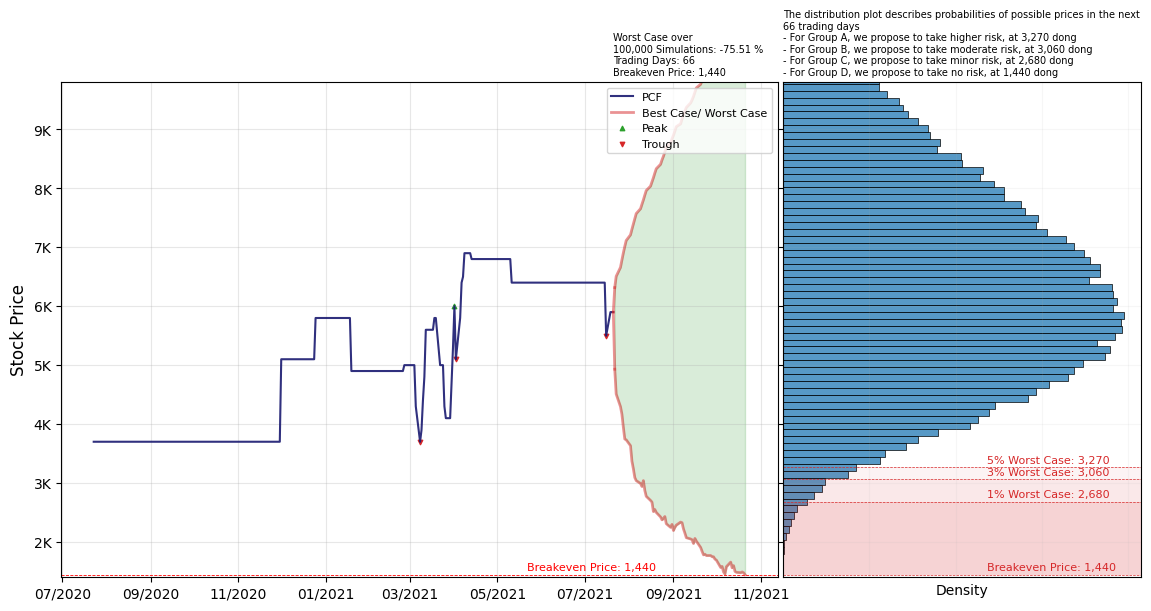 The distribution plot describes probabilities of possible prices in the next
66 trading days
- For Group A, we propose to take higher risk, at 3,270 dong
- For Group B, we propose to take moderate risk, at 3,060 dong
- For Group C, we propose to take minor risk, at 2,680 dong
- For Group D, we propose to take no risk, at 1,440 dong
Worst Case over
100,000 Simulations: -75.51 %
Trading Days: 66
Breakeven Price: 1,440
PCF
Best Case/ Worst Case
Peak
Trough
Stock Price
9K
8K
7K
6K
5K
4K
3K
2K
Breakeven Price: 1,440
07/2020
09/2020
11/2020
01/2021
03/2021
05/2021
07/2021
09/2021
11/2021
5% Worst Case: 3,270
3% Worst Case: 3,060
1% Worst Case: 2,680
Breakeven Price: 1,440
Density